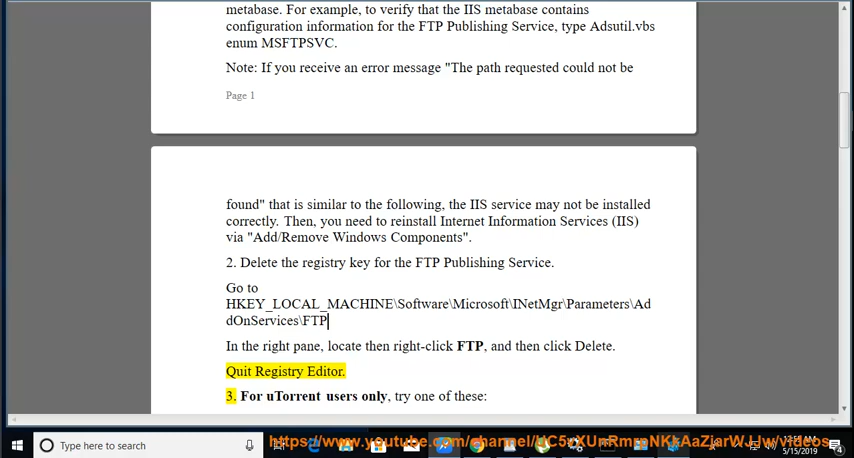 metabase. For example, to verify that the IIS metabase contains
configuration information for the FTP Publishing Service, type Adsutil.vbs
enum MSFTPSVC.
Note: If you receive an error message "The path requested could not be
Page 1
found" that is similar to the following, the IIS service may not be installed
correctly. Then, you need to reinstall Internet Information Services (IIS)
via "Add/Remove Windows Components".
2. Delete the registry key for the FTP Publishing Service.
Go to
HKEY_LOCAL_MACHINE\Software\Microsoft\INetMgr\Parameters\Ad
dOnServices\FTP
In the right pane, locate then right-click FTP, and then click Delete.
Quit Registry Editor.
3. For uTorrent users only, try one of these:
Type here to search
5/15/2019
4